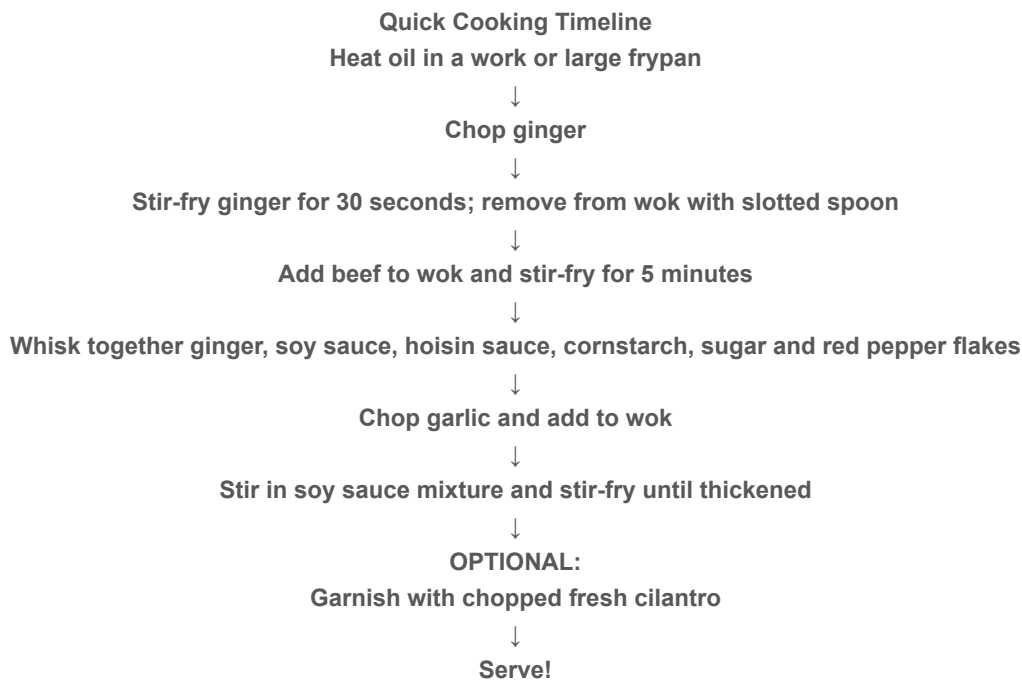 Quick Cooking Timeline
Heat oil in a work or large frypan
↓
Chop ginger
↓
Stir-fry ginger for 30 seconds; remove from wok with slotted spoon
↓
Add beef to wok and stir-fry for 5 minutes
↓
Whisk together ginger, soy sauce, hoisin sauce, cornstarch, sugar and red pepper flakes
↓
Chop garlic and add to wok
↓
Stir in soy sauce mixture and stir-fry until thickened
↓
OPTIONAL:
Garnish with chopped fresh cilantro
↓
Serve!